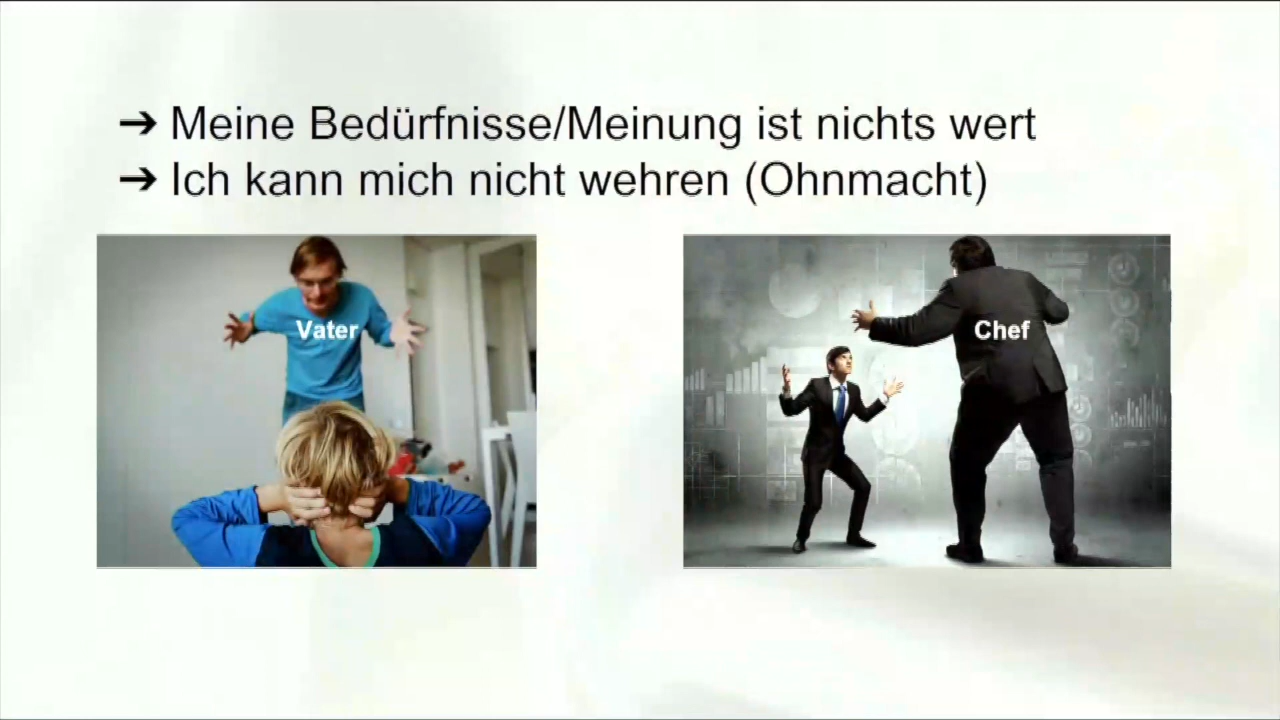 ➔ Meine Bedürfnisse/Meinung ist nichts wert
➔ Ich kann mich nicht wehren (Ohnmacht)
Vater
Chef